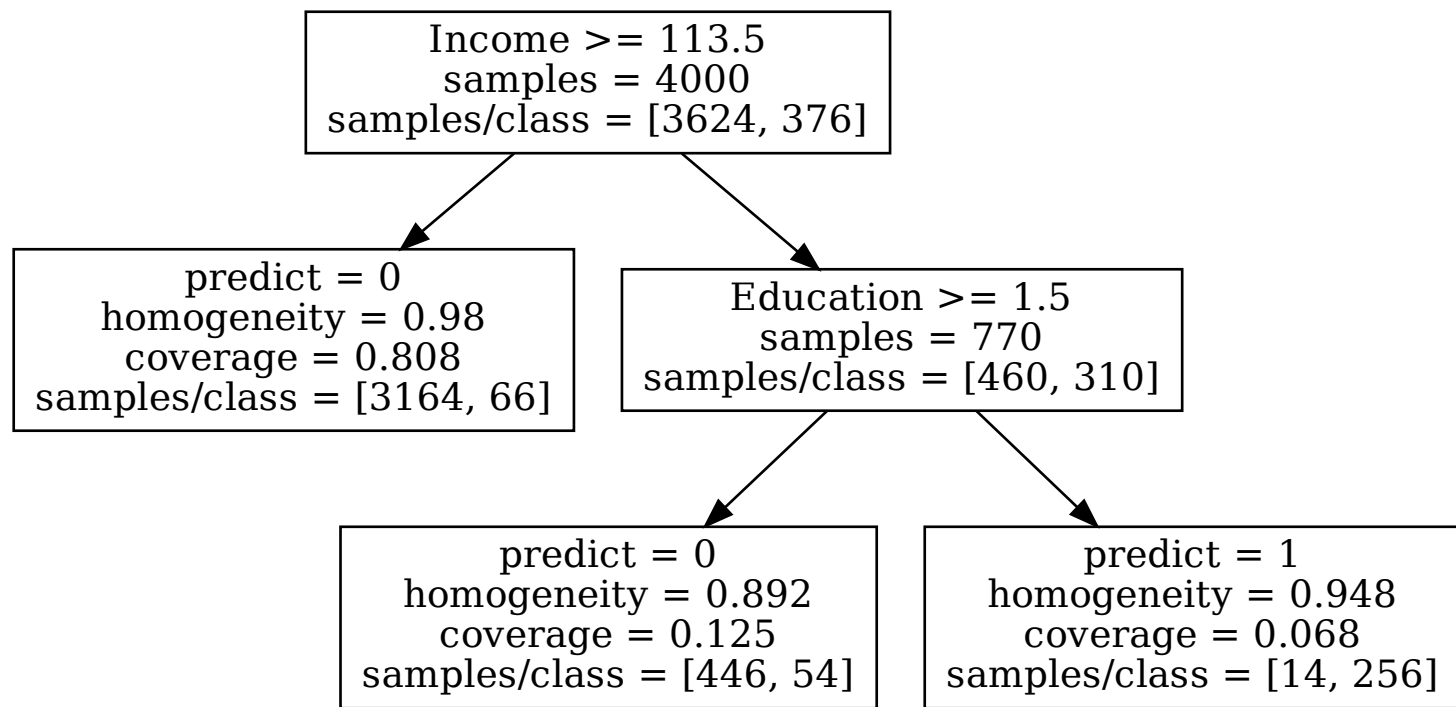 Income >= 113.5
samples = 4000
samples/class = [3624, 376]
predict = 0
homogeneity = 0.98
coverage = 0.808
samples/class = [3164, 66]
Education >= 1.5
samples = 770
samples/class = [460, 310]
predict = 0
homogeneity = 0.892
coverage = 0.125
samples/class = [446, 54]
predict = 1
homogeneity = 0.948
coverage = 0.068
samples/class = [14, 256]